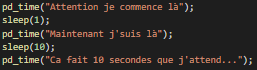 pd_time("Attention je commence là");
sleep(1);
pd_time("Maintenant j'suis là");
sleep(10);
pd_time("Ca fait 10 secondes que j'attend...");